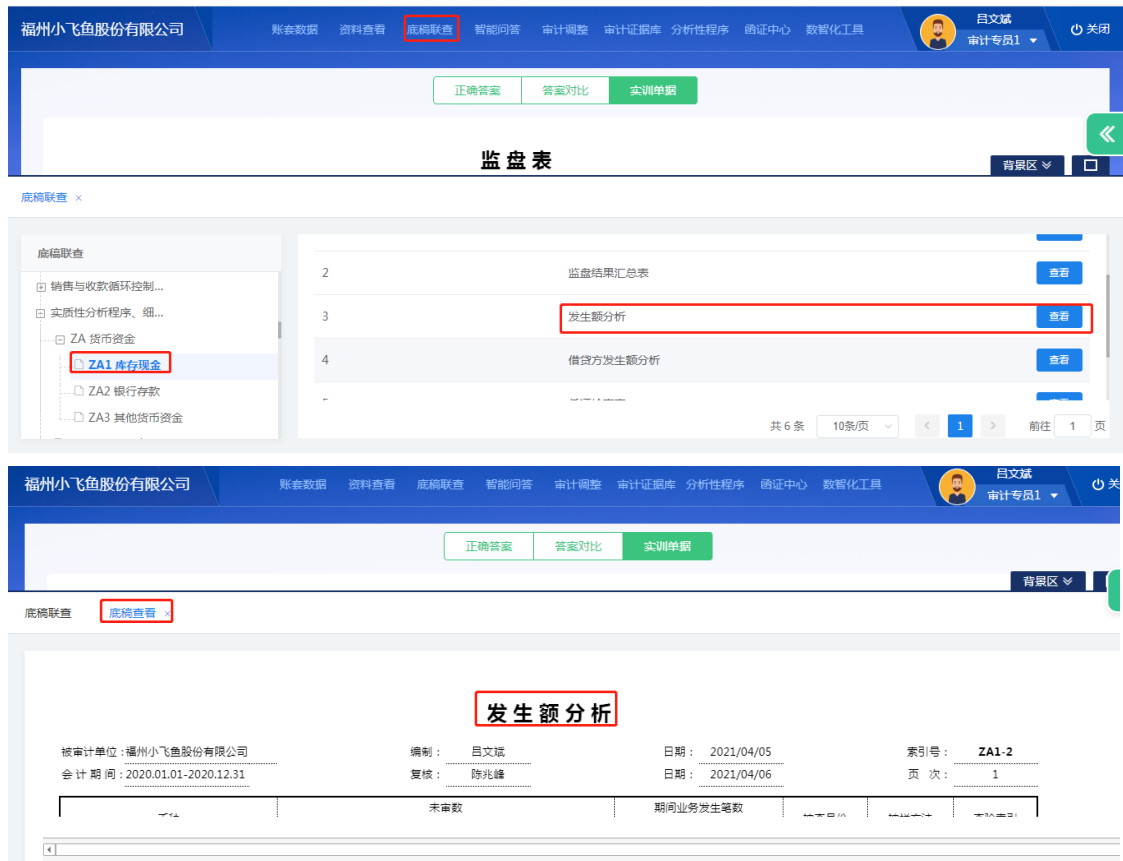 福州小飞鱼股份有限公司 账套数据 资料查看 底稿联查 智能问答 审计调整 审计证据库 分析性程序 函证中心 数智化工具 吕文斌 审计专员1 关闭
正确答案 答案对比 实训单据
监盘表
背景区
底稿联查 ×
底稿联查
销售与收款循环控制...
实质性分析程序、细...
ZA 货币资金
ZA1 库存现金
ZA2 银行存款
ZA3 其他货币资金
2 监盘结果汇总表 查看
3 发生额分析 查看
4 借贷方发生额分析 查看
共 6 条 10条/页 1 前往 1 页
福州小飞鱼股份有限公司 账套数据 资料查看 底稿联查 智能问答 审计调整 审计证据库 分析性程序 函证中心 数智化工具 吕文斌 审计专员1 关
正确答案 答案对比 实训单据
背景区
底稿联查 底稿查看 ×
发生额分析
被审计单位:福州小飞鱼股份有限公司 编制: 吕文斌 日期: 2021/04/05 索引号: ZA1-2
会计期间:2020.01.01-2020.12.31 复核: 陈兆峰 日期: 2021/04/06 页次: 1
未审数 期间业务发生笔数